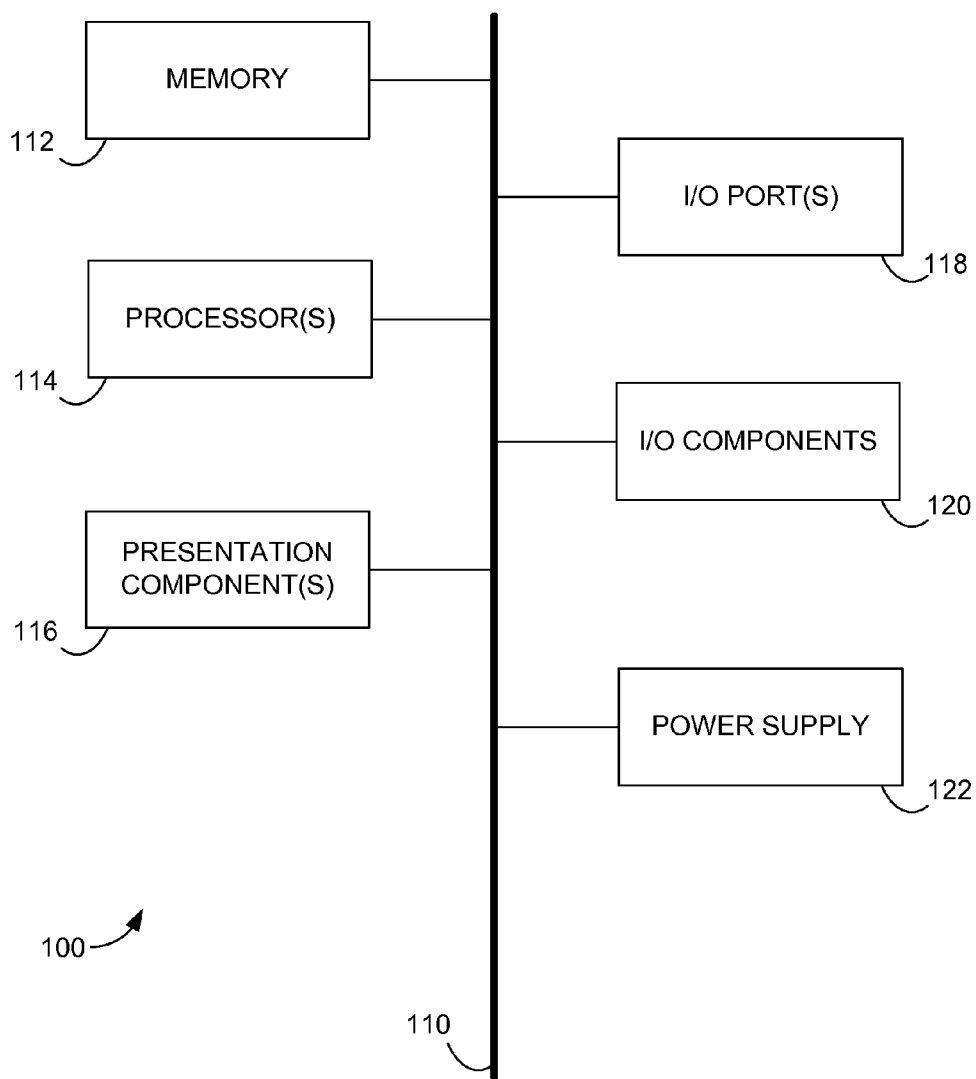 MEMORY
112
I/O PORT(S)
118
PROCESSOR(S)
114
I/O COMPONENTS
120
PRESENTATION
COMPONENT(S)
116
POWER SUPPLY
122
100
110